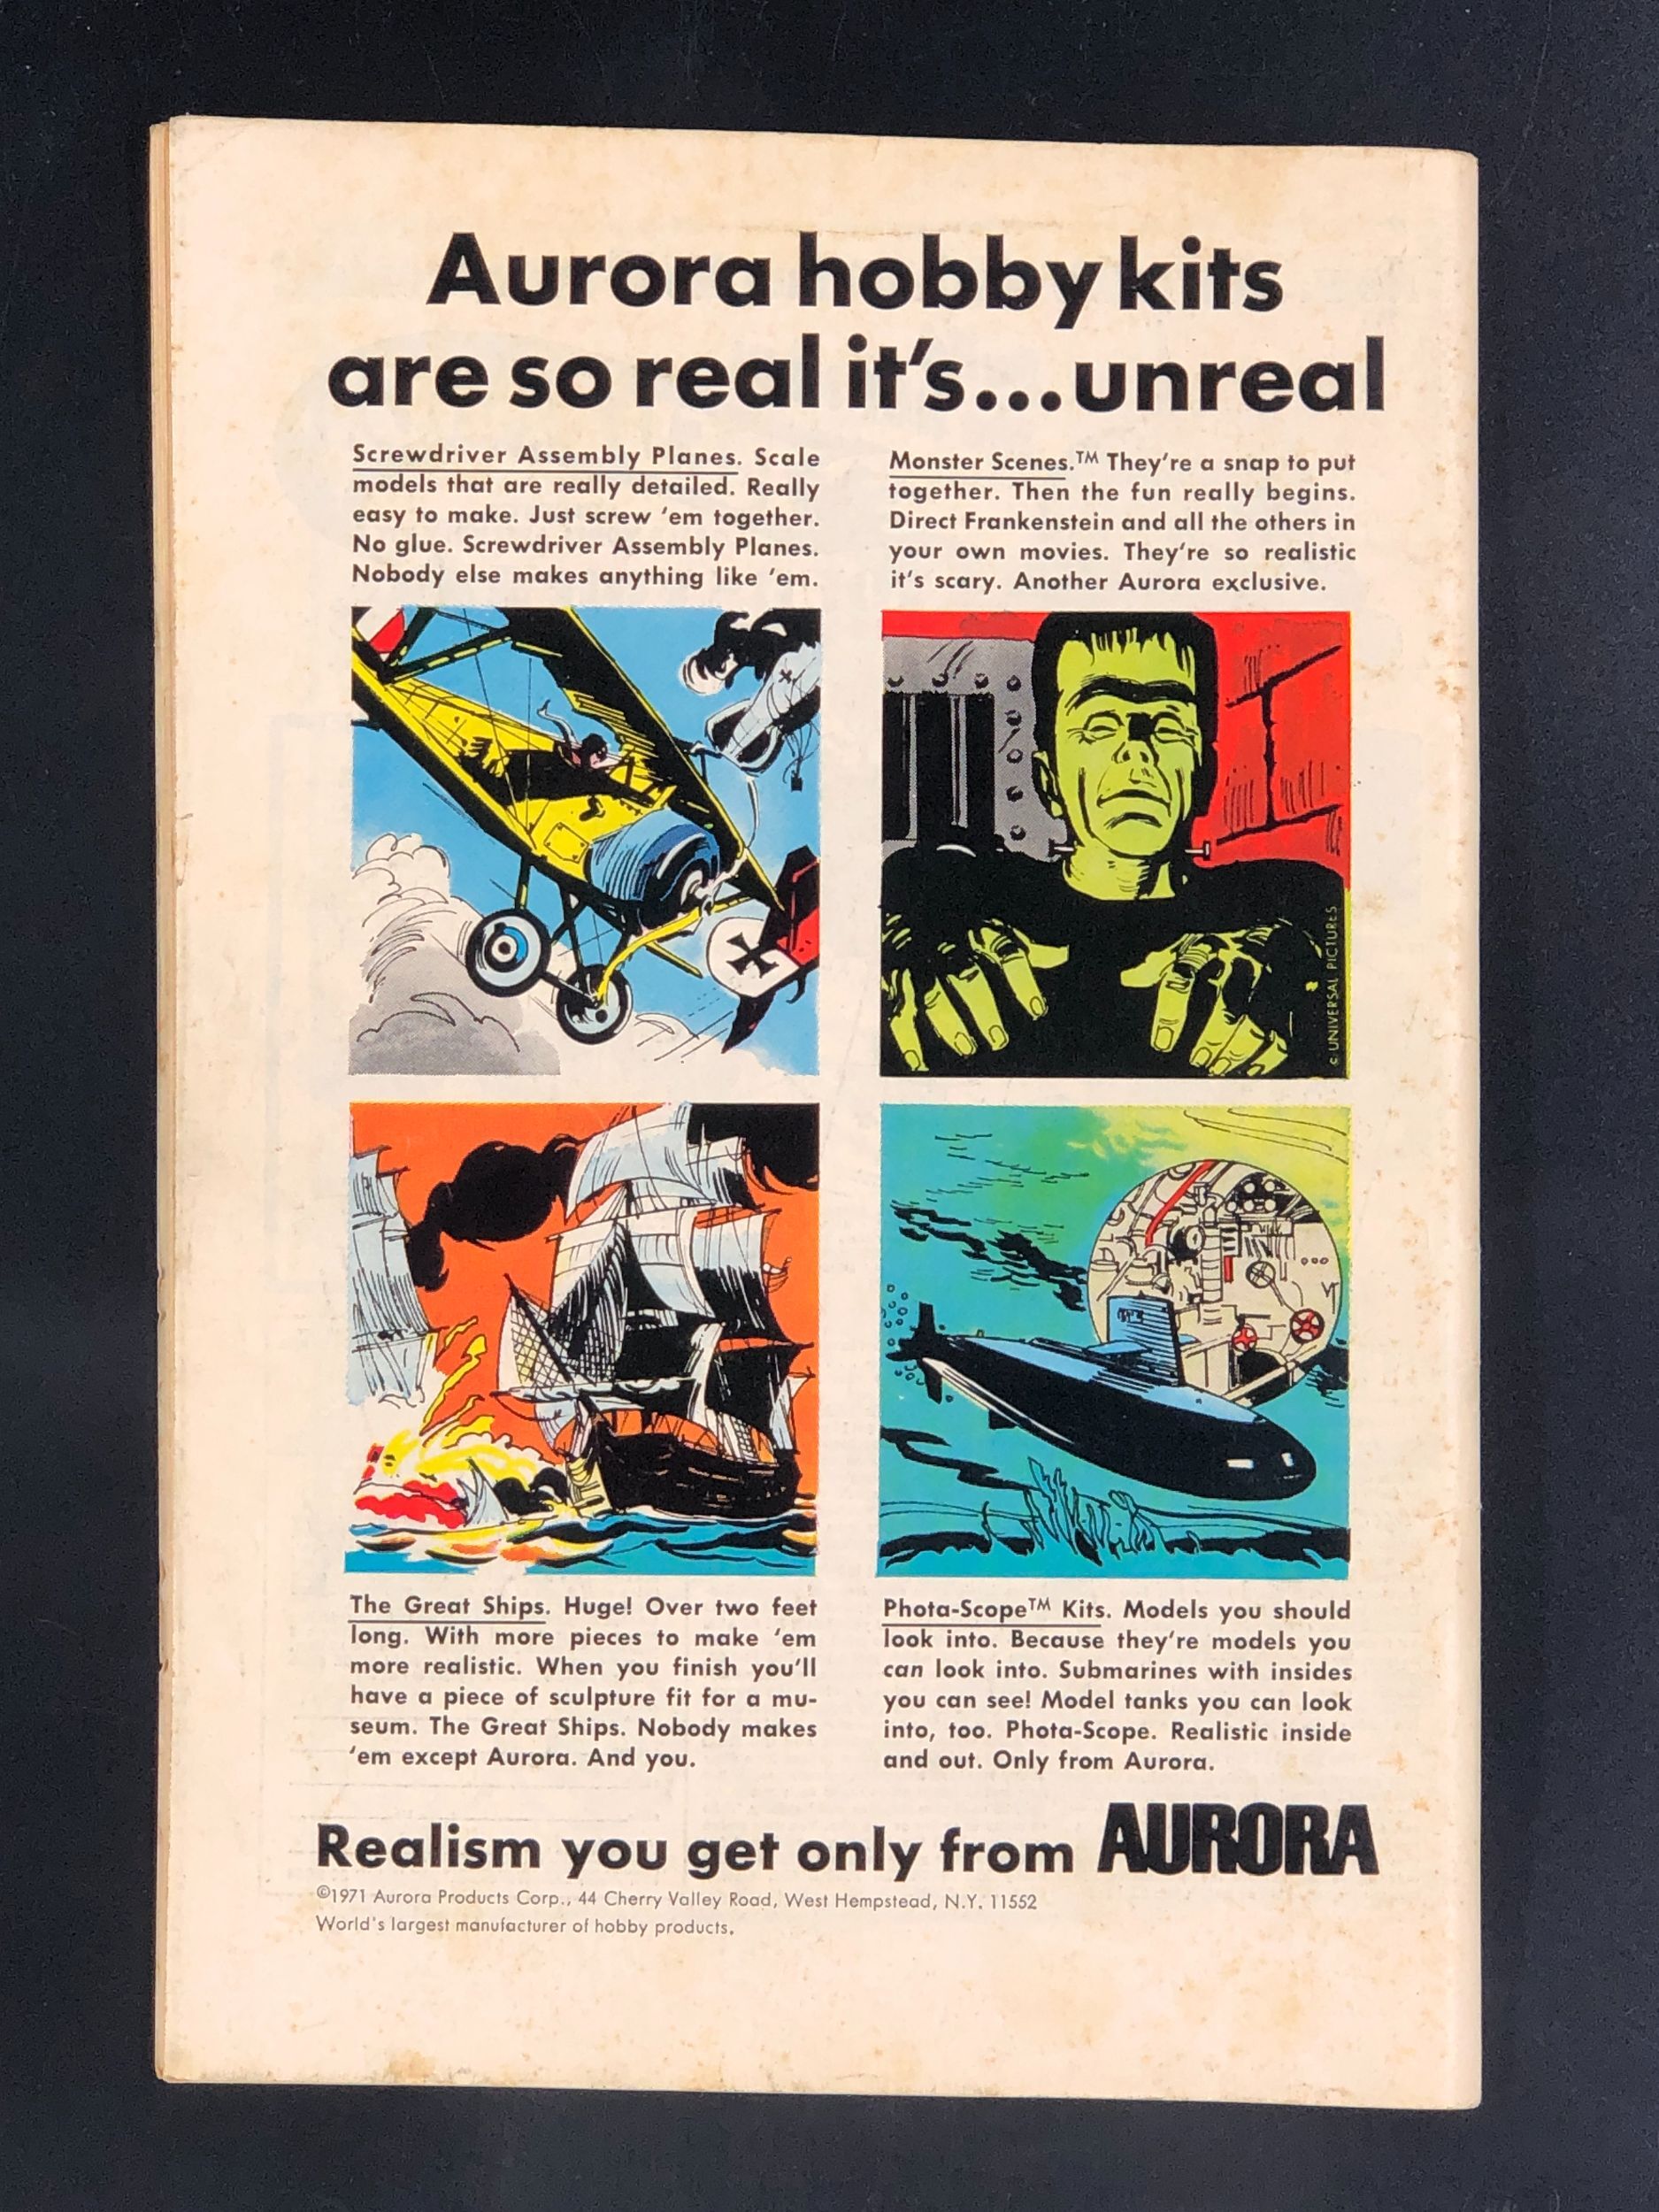 Aurora hobby kits
are so real it's...unreal
Screwdriver Assembly Planes. Scale
models that are really detailed. Really
easy to make. Just screw 'em together.
No glue. Screwdriver Assembly Planes.
Nobody else makes anything like 'em.
Monster Scenes.™ They're a snap to put
together. Then the fun really begins.
Direct Frankenstein and all the others in
your own movies. They're so realistic
it's scary. Another Aurora exclusive.
© UNIVERSAL PICTURES
The Great Ships. Huge! Over two feet
long. With more pieces to make 'em
more realistic. When you finish you'll
have a piece of sculpture fit for a mu-
seum. The Great Ships. Nobody makes
'em except Aurora. And you.
Phota-Scope™ Kits. Models you should
look into. Because they're models you
can look into. Submarines with insides
you can see! Model tanks you can look
into, too. Phota-Scope. Realistic inside
and out. Only from Aurora.
Realism you get only from AURORA
©1971 Aurora Products Corp., 44 Cherry Valley Road, West Hempstead, N.Y. 11552
World's largest manufacturer of hobby products.